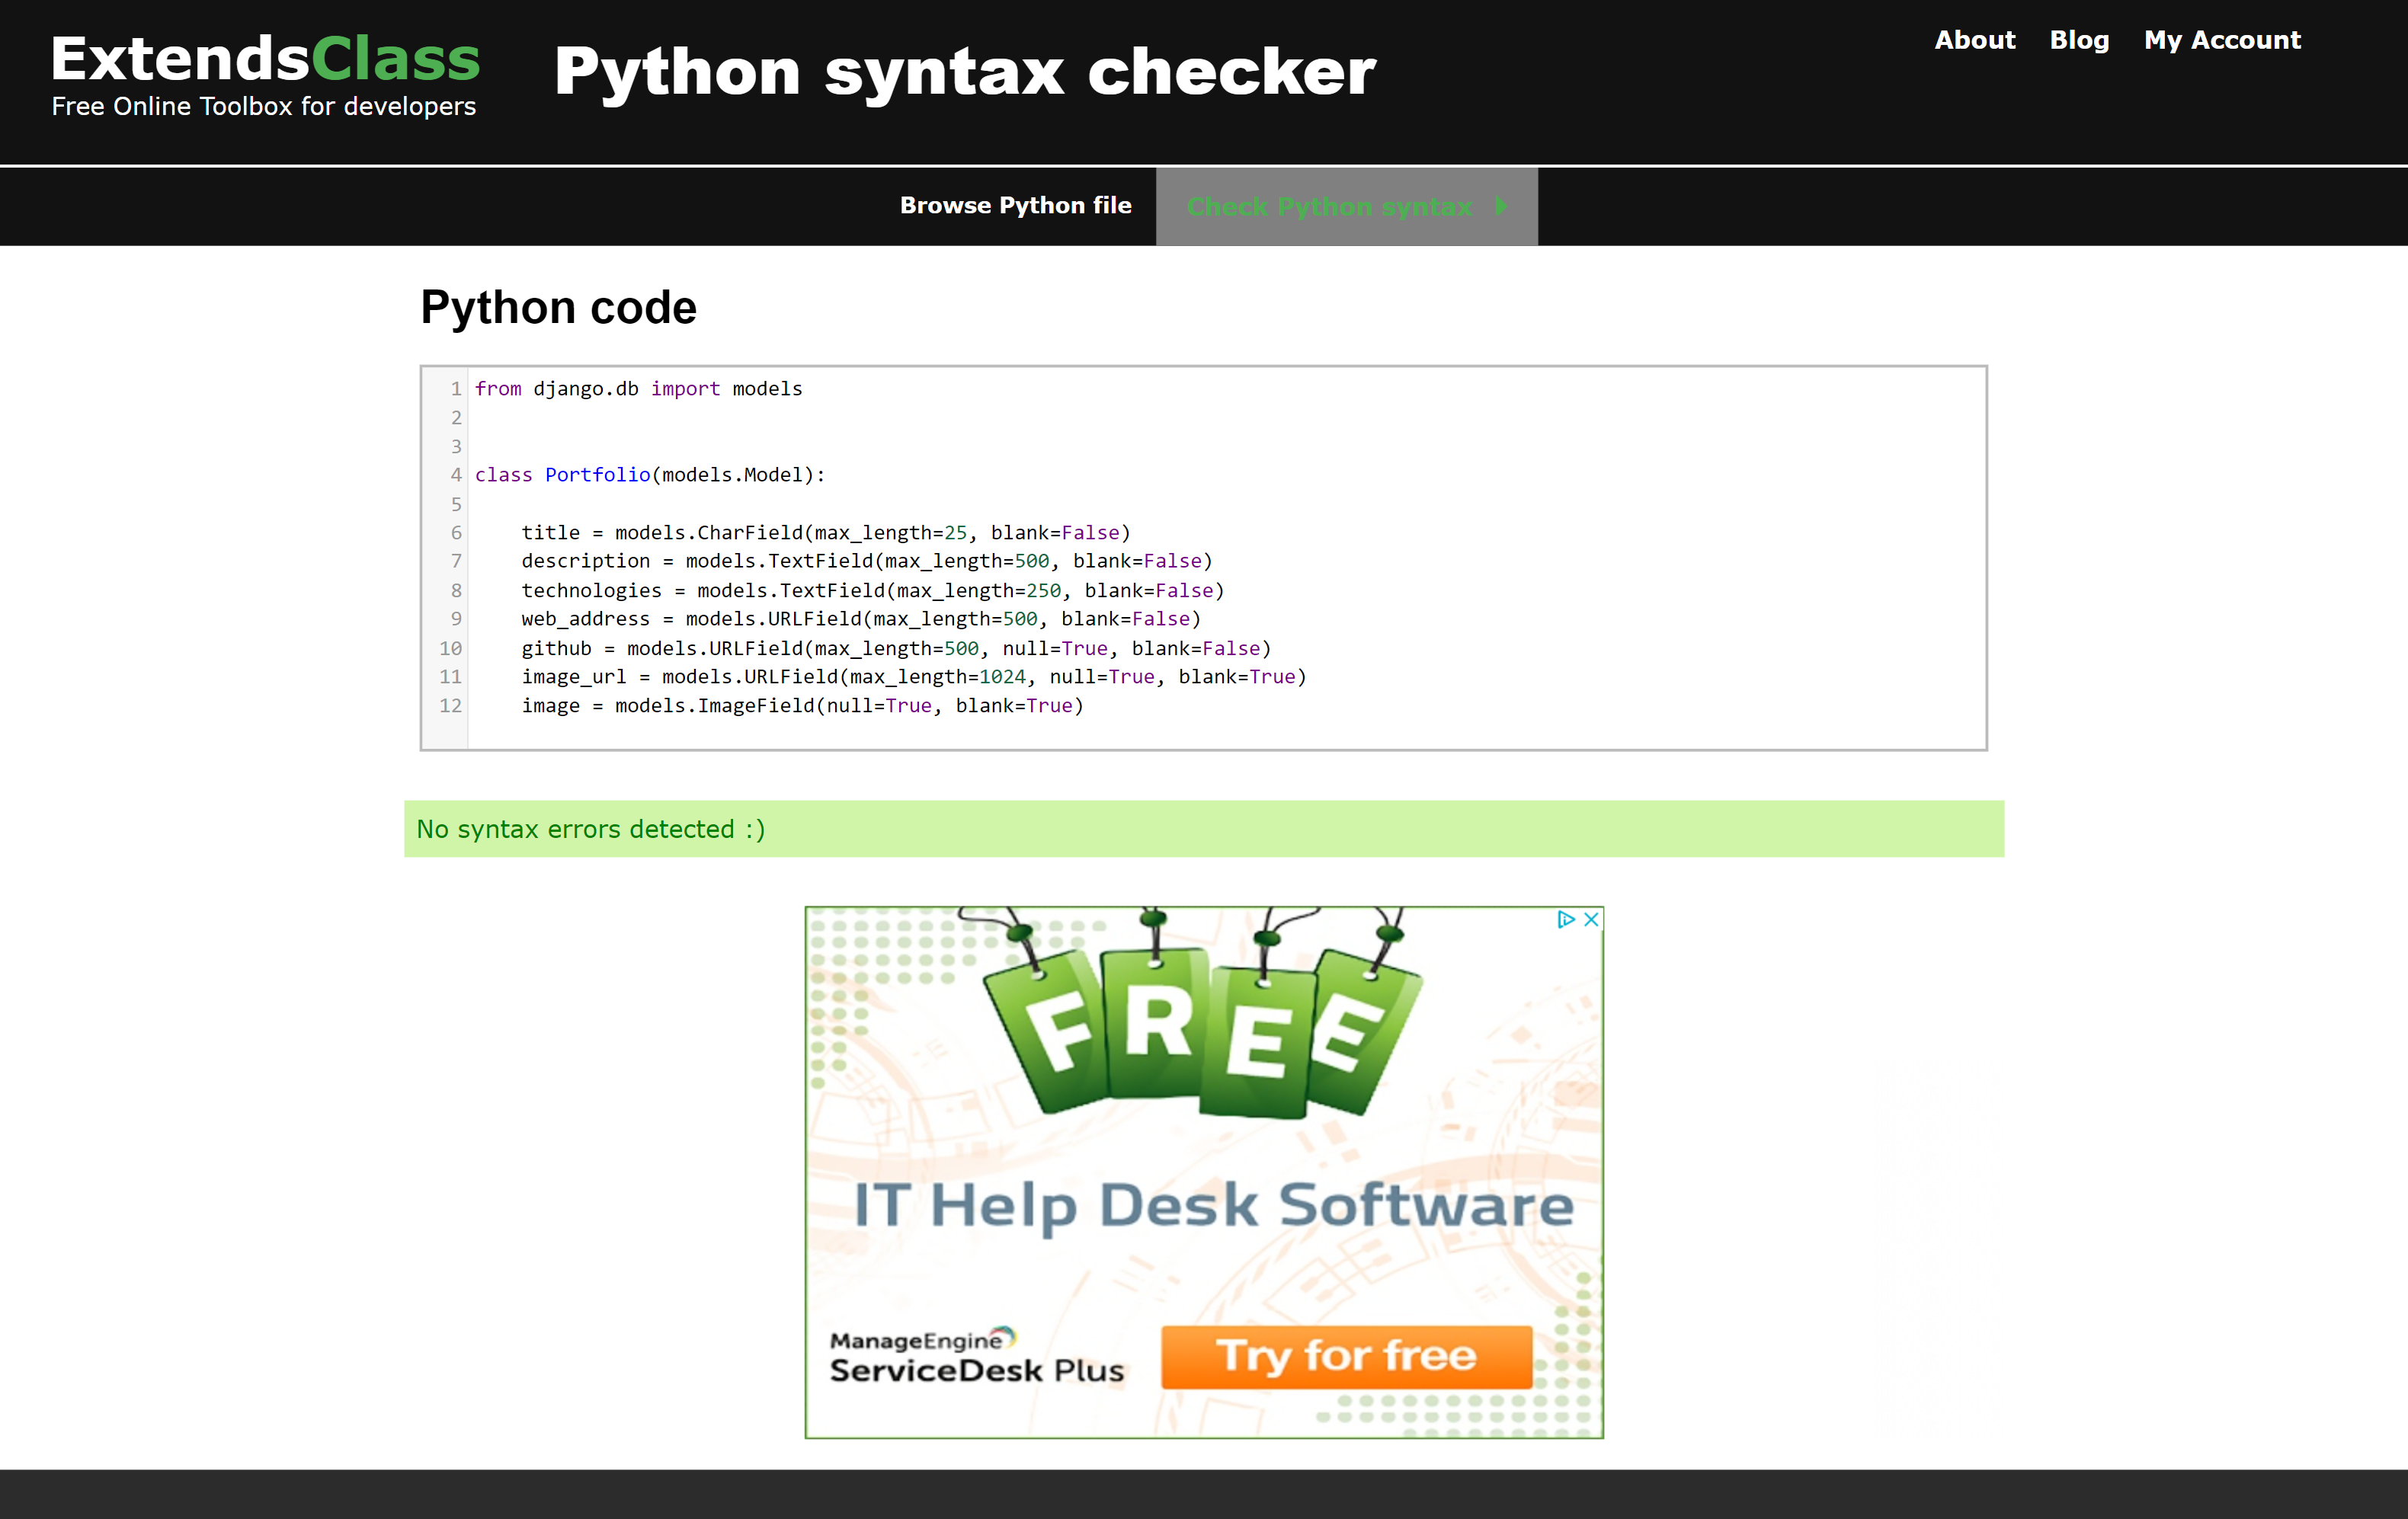 ExtendsClass
Free Online Toolbox for developers
Python syntax checker
About Blog My Account
Browse Python file
Check Python syntax
Python code
1 from django.db import models
2
3
4 class Portfolio(models.Model):
5
6     title = models.CharField(max_length=25, blank=False)
7     description = models.TextField(max_length=500, blank=False)
8     technologies = models.TextField(max_length=250, blank=False)
9     web_address = models.URLField(max_length=500, blank=False)
10     github = models.URLField(max_length=500, null=True, blank=False)
11     image_url = models.URLField(max_length=1024, null=True, blank=True)
12     image = models.ImageField(null=True, blank=True)
No syntax errors detected :)
FREE
IT Help Desk Software
ManageEngine
ServiceDesk Plus
Try for free